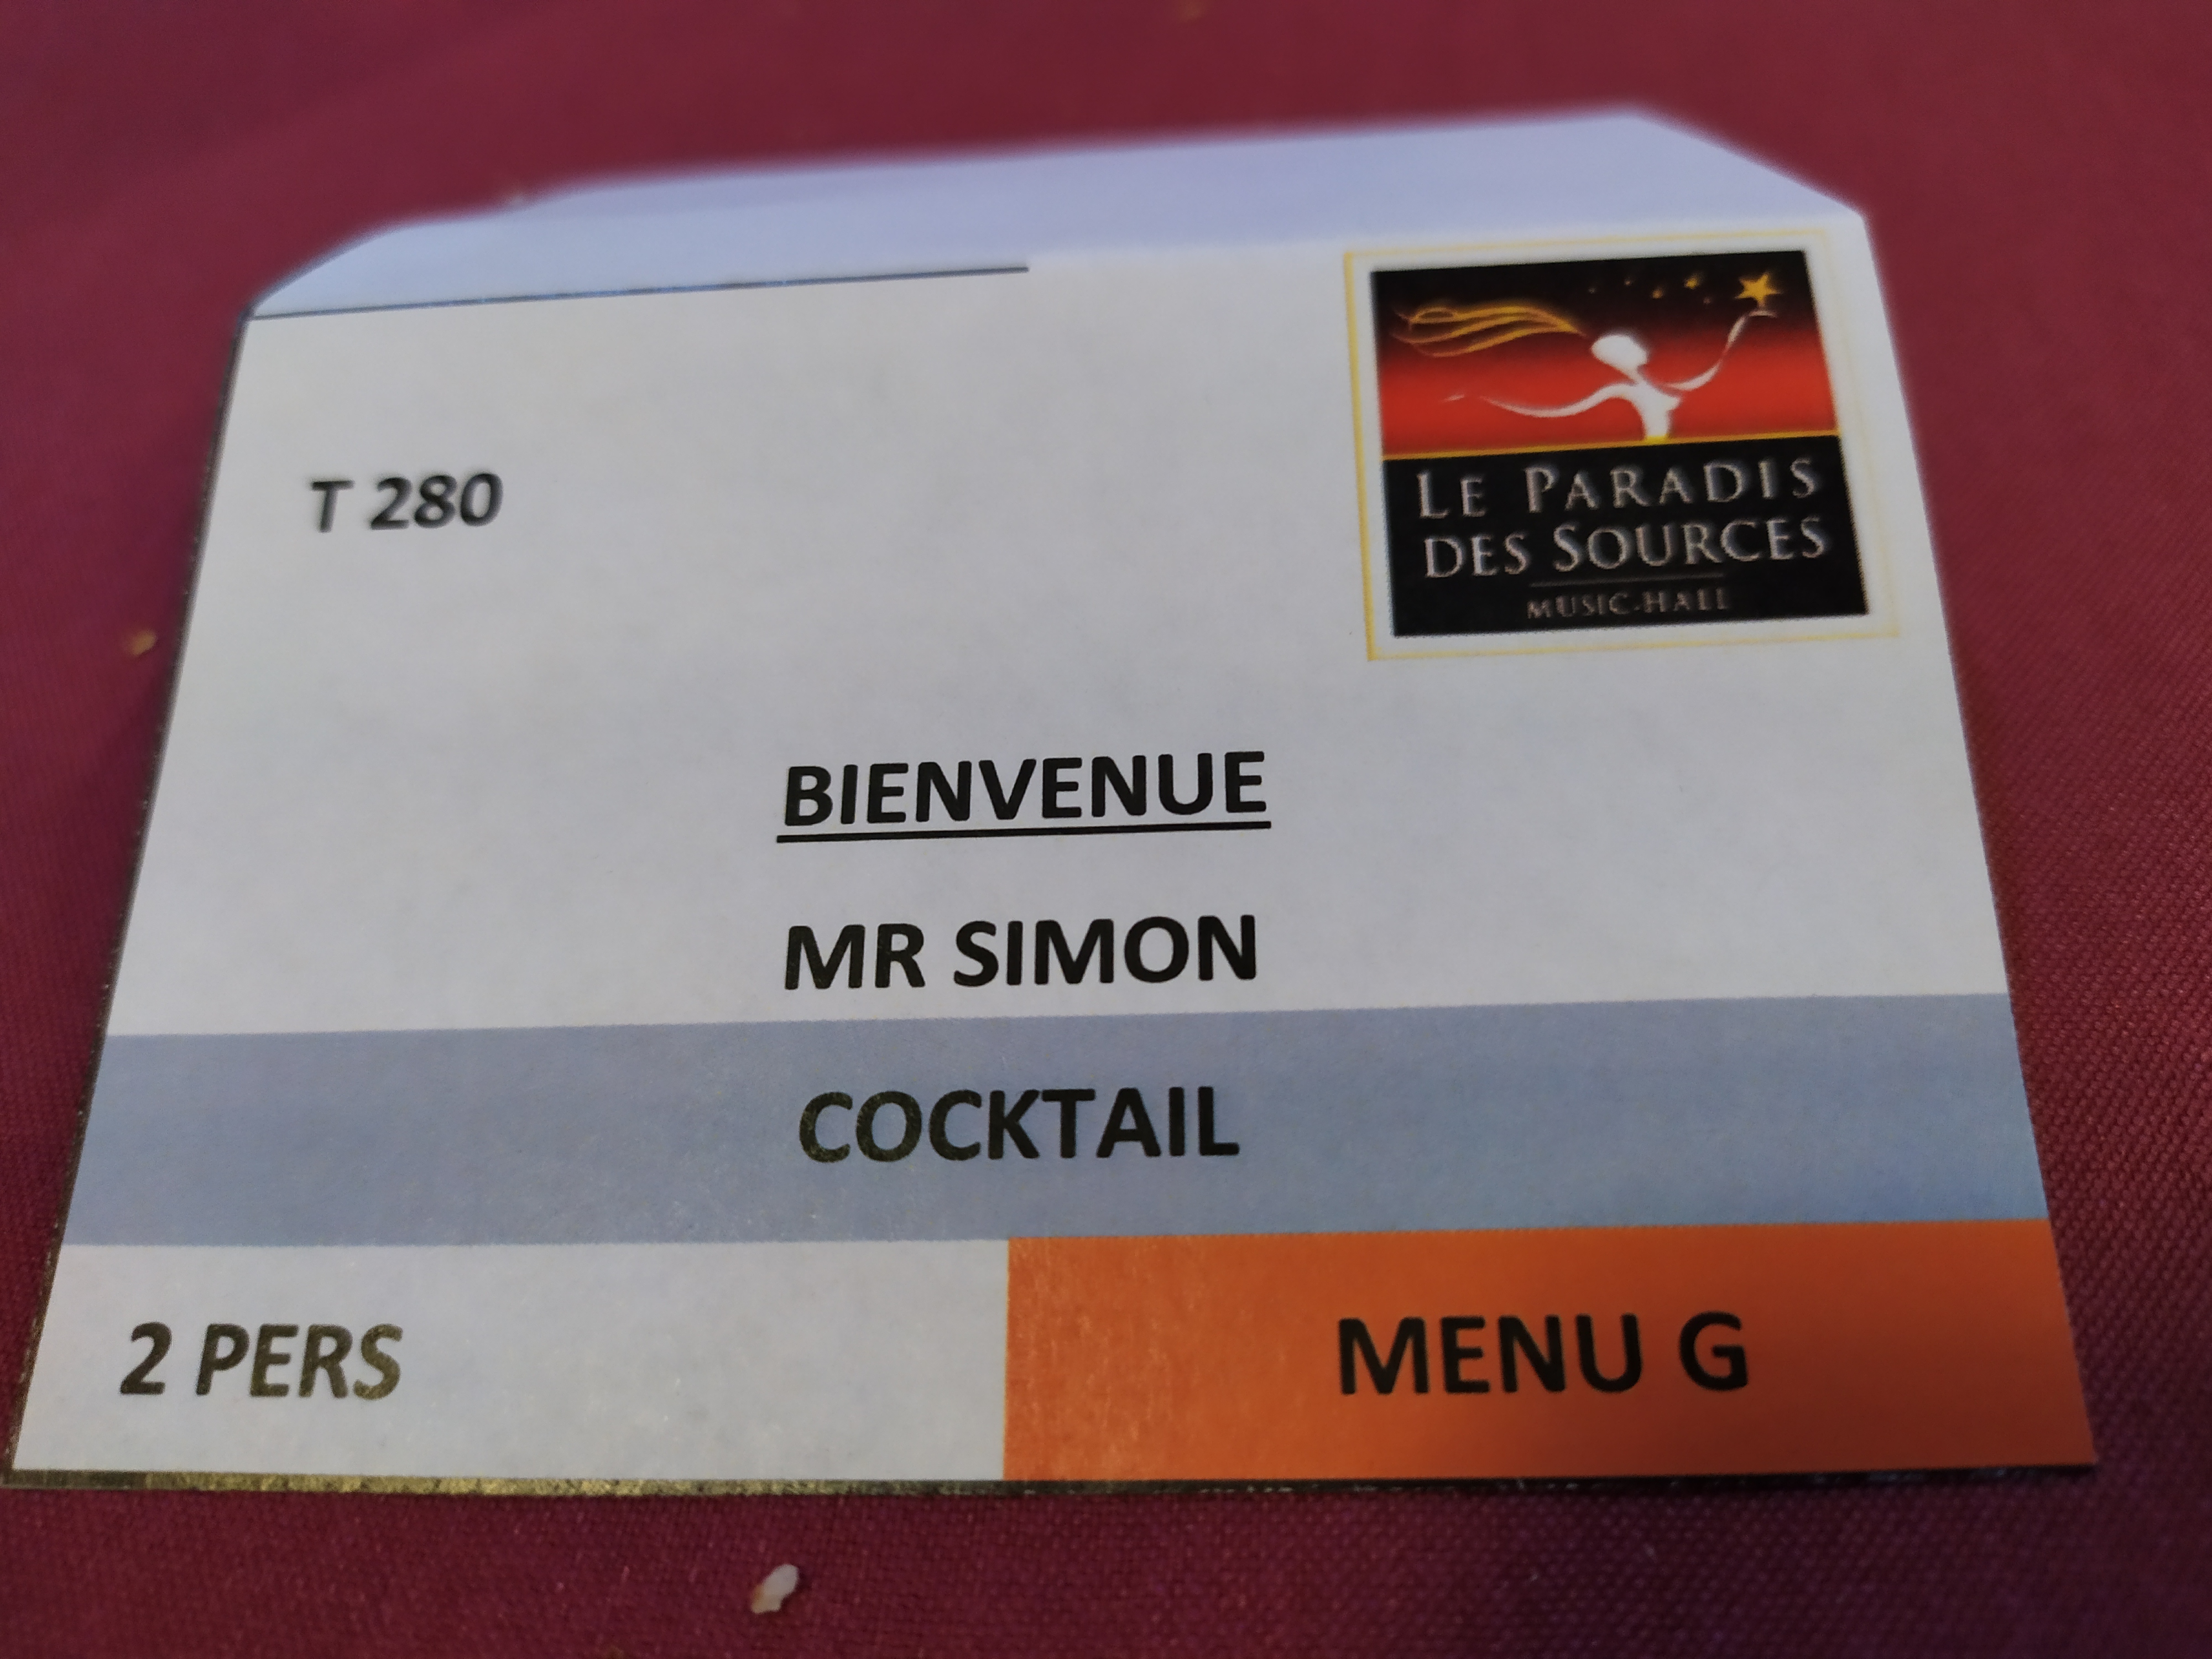 T 280
LE PARADIS
DES SOURCES
MUSIC-HALL
BIENVENUE
MR SIMON
COCKTAIL
2 PERS
MENU G